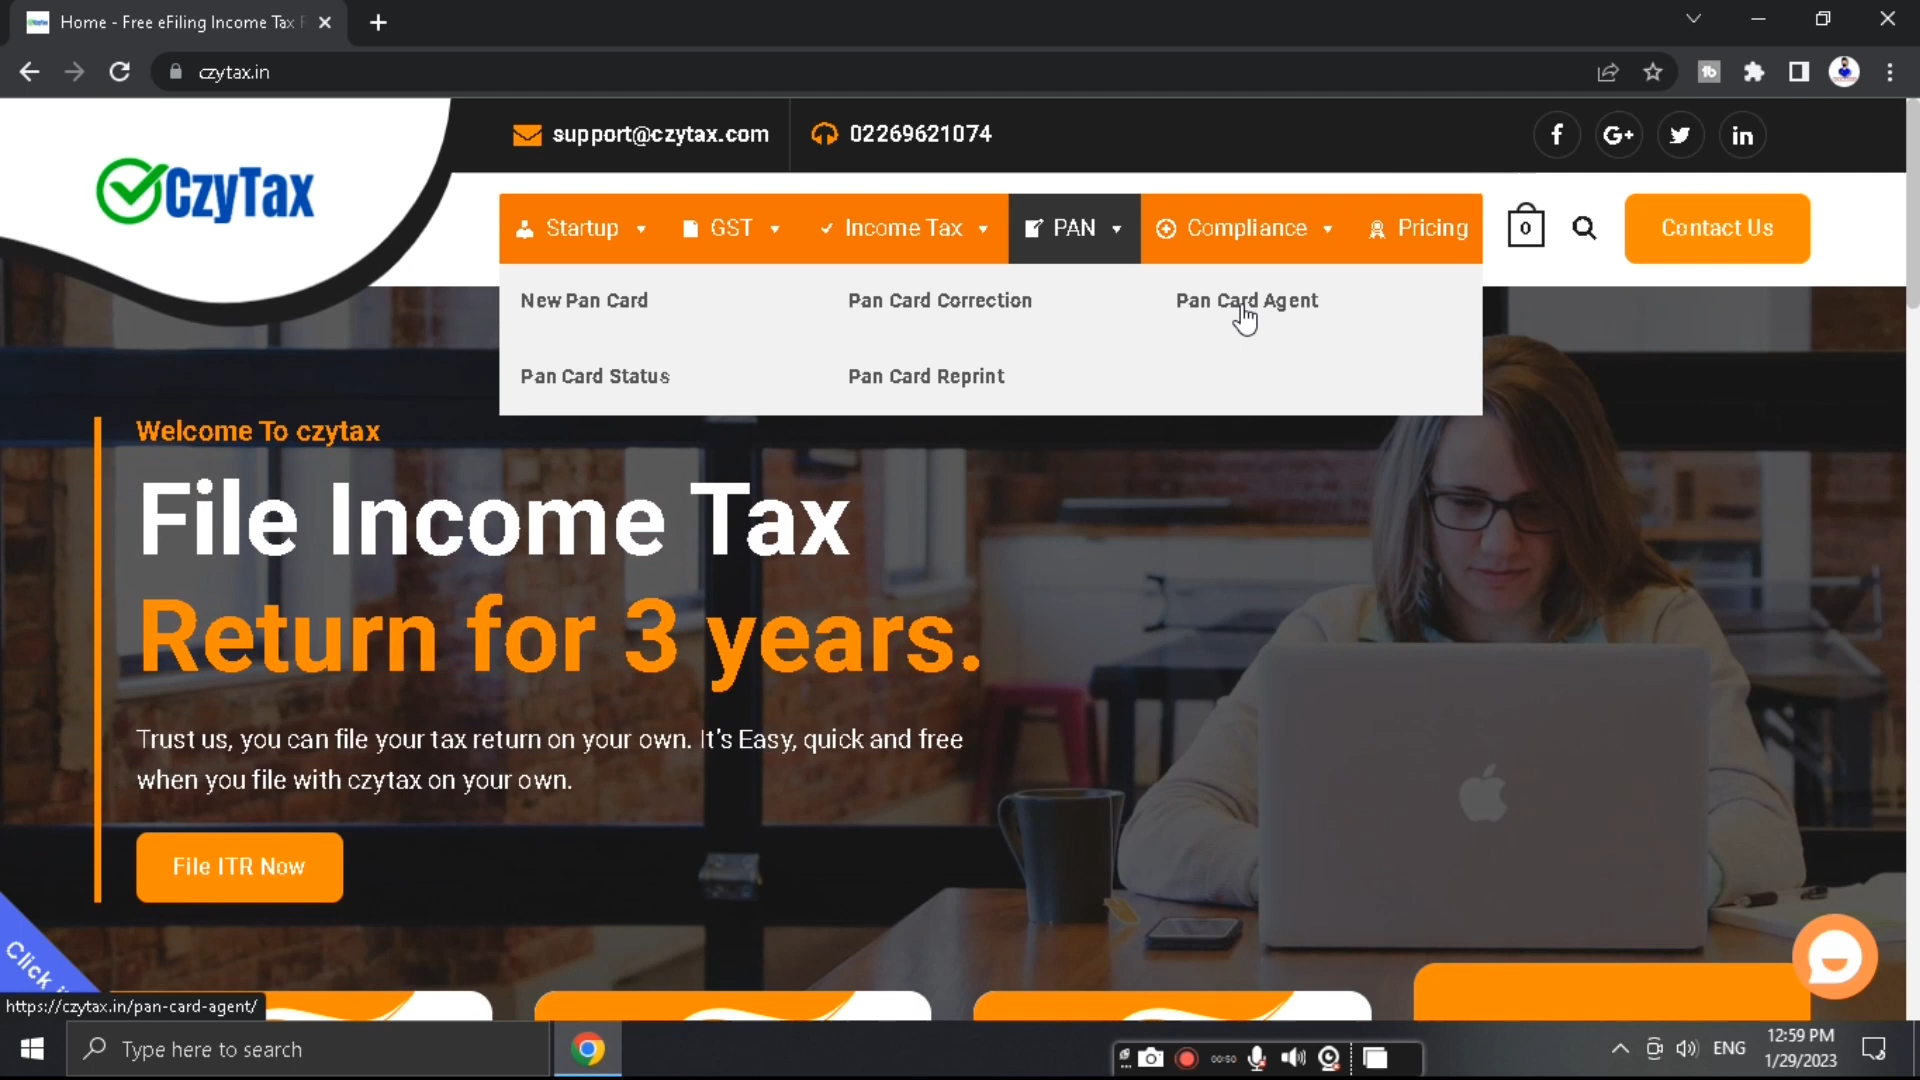 Home - Free eFiling Income Tax F
czytax.in
support@czytax.com
02269621074
f
G+
in
CzyTax
Startup
GST
Income Tax
PAN
Compliance
Pricing
0
Contact Us
New Pan Card
Pan Card Correction
Pan Card Agent
Pan Card Status
Pan Card Reprint
Welcome To czytax
File Income Tax
Return for 3 years.
Trust us, you can file your tax return on your own. It's Easy, quick and free
when you file with czytax on your own.
File ITR Now
Click
https://czytax.in/pan-card-agent/
Type here to search
00:50
ENG
12:59 PM
1/29/2023